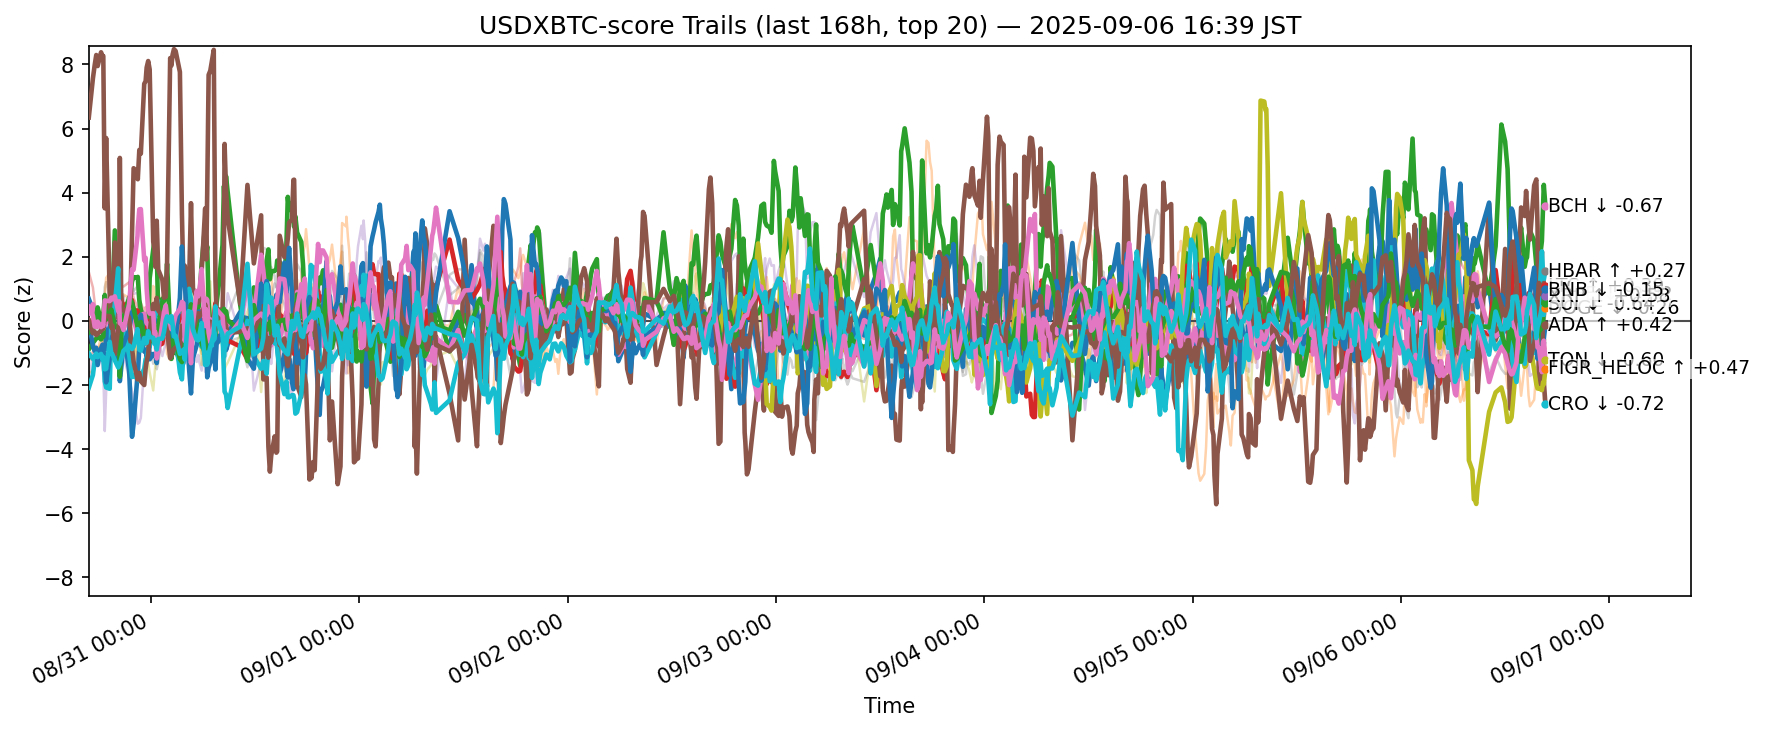 USDXBTC-score Trails (last 168h, top 20) — 2025-09-06 16:39 JST
Score (z)
8
6
4
2
0
−2
−4
−6
−8
BCH ↓ -0.67
HBAR ↑ +0.27
BNB ↓ -0.15
ADA ↑ +0.42
TON ↓ -0.60
FIGR_HELOC ↑ +0.47
CRO ↓ -0.72
08/31 00:00
09/01 00:00
09/02 00:00
09/03 00:00
09/04 00:00
09/05 00:00
09/06 00:00
09/07 00:00
Time